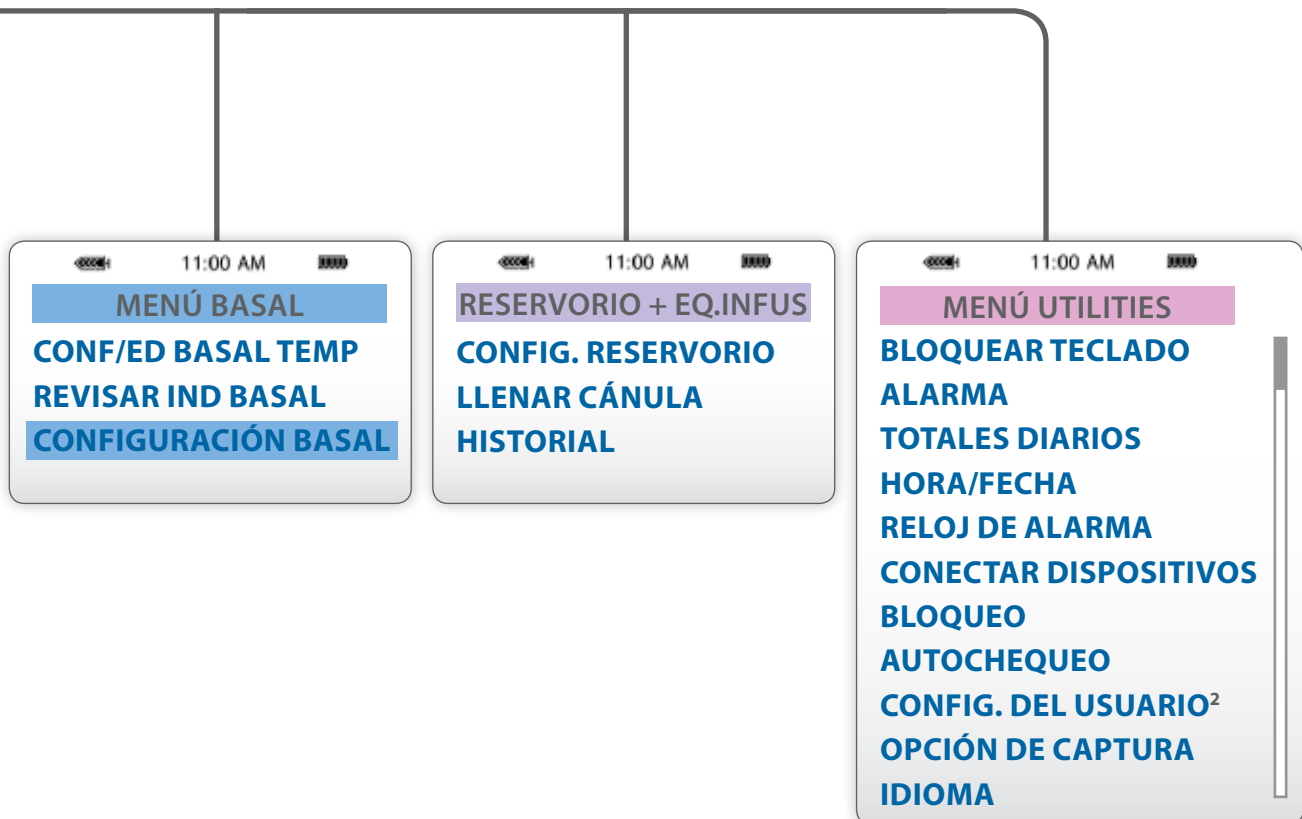 11:00 AM
MENÚ BASAL
CONF/ED BASAL TEMP
REVISAR IND BASAL
CONFIGURACIÓN BASAL
11:00 AM
RESERVORIO + EQ.INFUS
CONFIG. RESERVORIO
LLENAR CÁNULA
HISTORIAL
11:00 AM
MENÚ UTILITIES
BLOQUEAR TECLADO
ALARMA
TOTALES DIARIOS
HORA/FECHA
RELOJ DE ALARMA
CONECTAR DISPOSITIVOS
BLOQUEO
AUTOCHEQUEO
CONFIG. DEL USUARIO²
OPCIÓN DE CAPTURA
IDIOMA